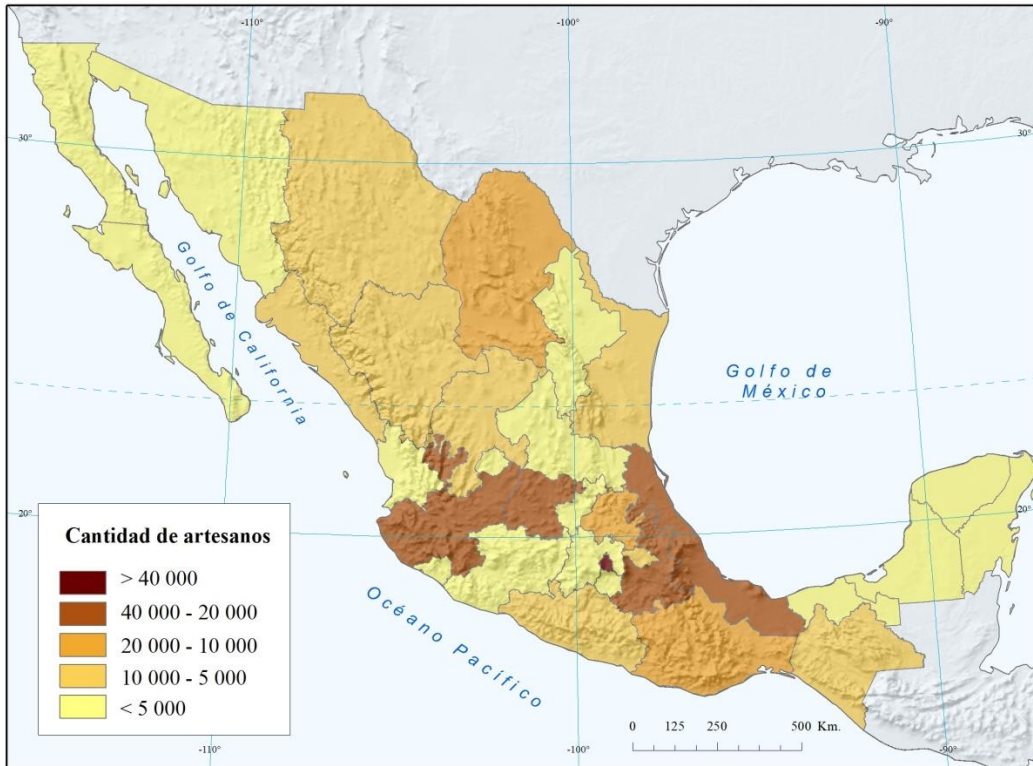 -110°
-100°
-90°
30°
30°
Golfo de California
Golfo de
México
20°
20°
Cantidad de artesanos
> 40 000
40 000 - 20 000
20 000 - 10 000
10 000 - 5 000
< 5 000
Océano Pacífico
0 125 250 500 Km.
-110°
-100°
-90°